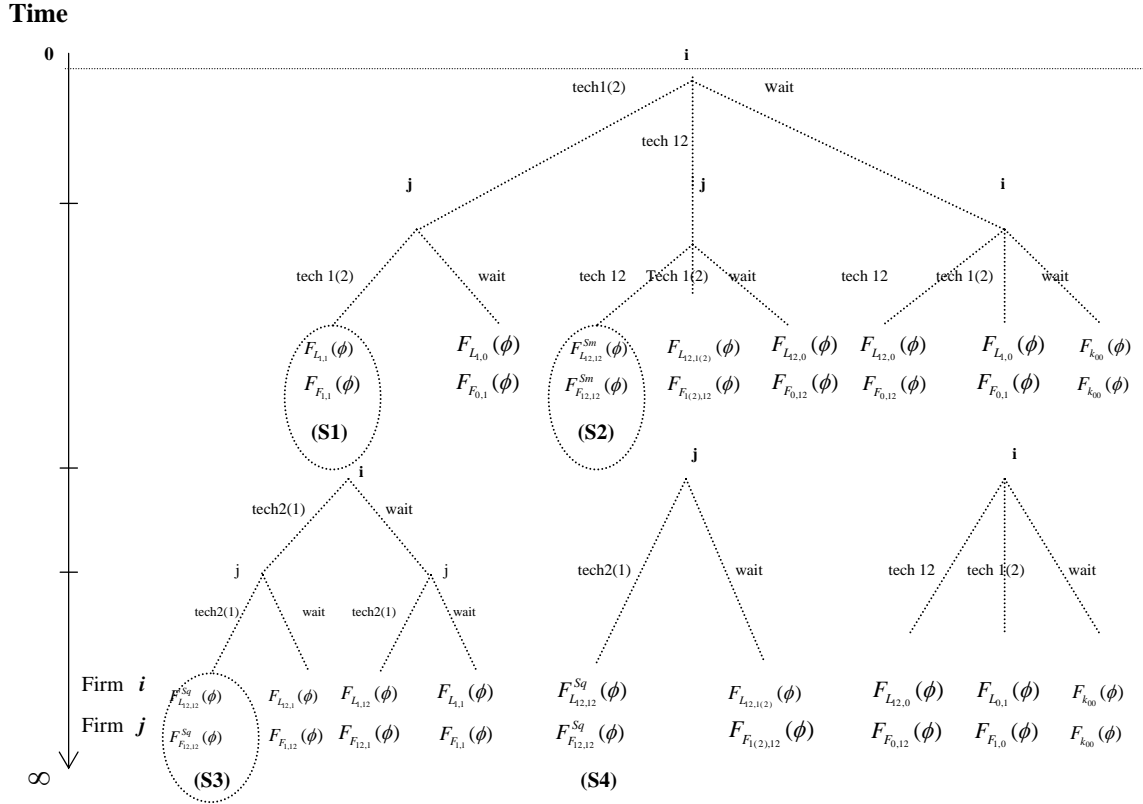 Time
0
i
tech1(2) wait
tech 12
j j i
tech 1(2) wait tech 12 Tech 1(2) wait tech 12 tech 1(2) wait
F_{L_{1,1}}(ϕ) F_{L_{1,0}}(ϕ) F^{Sm}_{L_{12,12}}(ϕ) F_{L_{12,1(2)}}(ϕ) F_{L_{12,0}}(ϕ) F_{L_{12,0}}(ϕ) F_{L_{1,0}}(ϕ) F_{k_{00}}(ϕ)
F_{F_{1,1}}(ϕ) F_{F_{0,1}}(ϕ) F^{Sm}_{F_{12,12}}(ϕ) F_{F_{1(2),12}}(ϕ) F_{F_{0,12}}(ϕ) F_{F_{0,12}}(ϕ) F_{F_{0,1}}(ϕ) F_{k_{00}}(ϕ)
(S1) (S2)
i j i
tech2(1) wait
j j tech2(1) wait tech 12 tech 1(2) wait
tech2(1) wait tech2(1) wait
Firm i F^{Sq}_{L_{12,12}}(ϕ) F_{L_{12,1}}(ϕ) F_{L_{1,12}}(ϕ) F_{L_{1,1}}(ϕ) F^{Sq}_{L_{12,12}}(ϕ) F_{L_{12,1(2)}}(ϕ) F_{L_{12,0}}(ϕ) F_{L_{0,1}}(ϕ) F_{k_{00}}(ϕ)
Firm j F^{Sq}_{F_{12,12}}(ϕ) F_{F_{1,12}}(ϕ) F_{F_{12,1}}(ϕ) F_{F_{1,1}}(ϕ) F^{Sq}_{F_{12,12}}(ϕ) F_{F_{1(2),12}}(ϕ) F_{F_{0,12}}(ϕ) F_{F_{1,0}}(ϕ) F_{k_{00}}(ϕ)
∞ (S3) (S4)